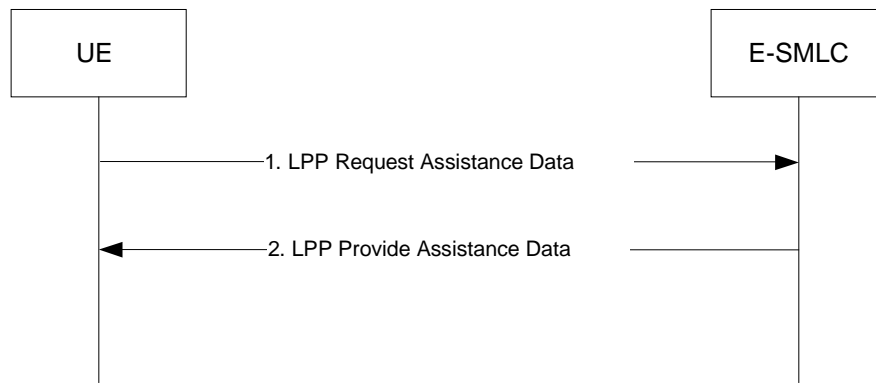 UE
E-SMLC
1. LPP Request Assistance Data
2. LPP Provide Assistance Data